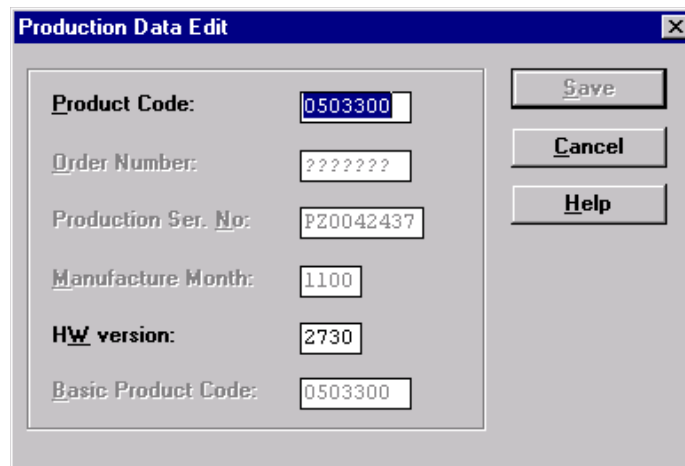 Production Data Edit
Product Code: 0503300
Save
Order Number: ???????
Cancel
Production Ser. No: PZ0042437
Help
Manufacture Month: 1100
HW version: 2730
Basic Product Code: 0503300